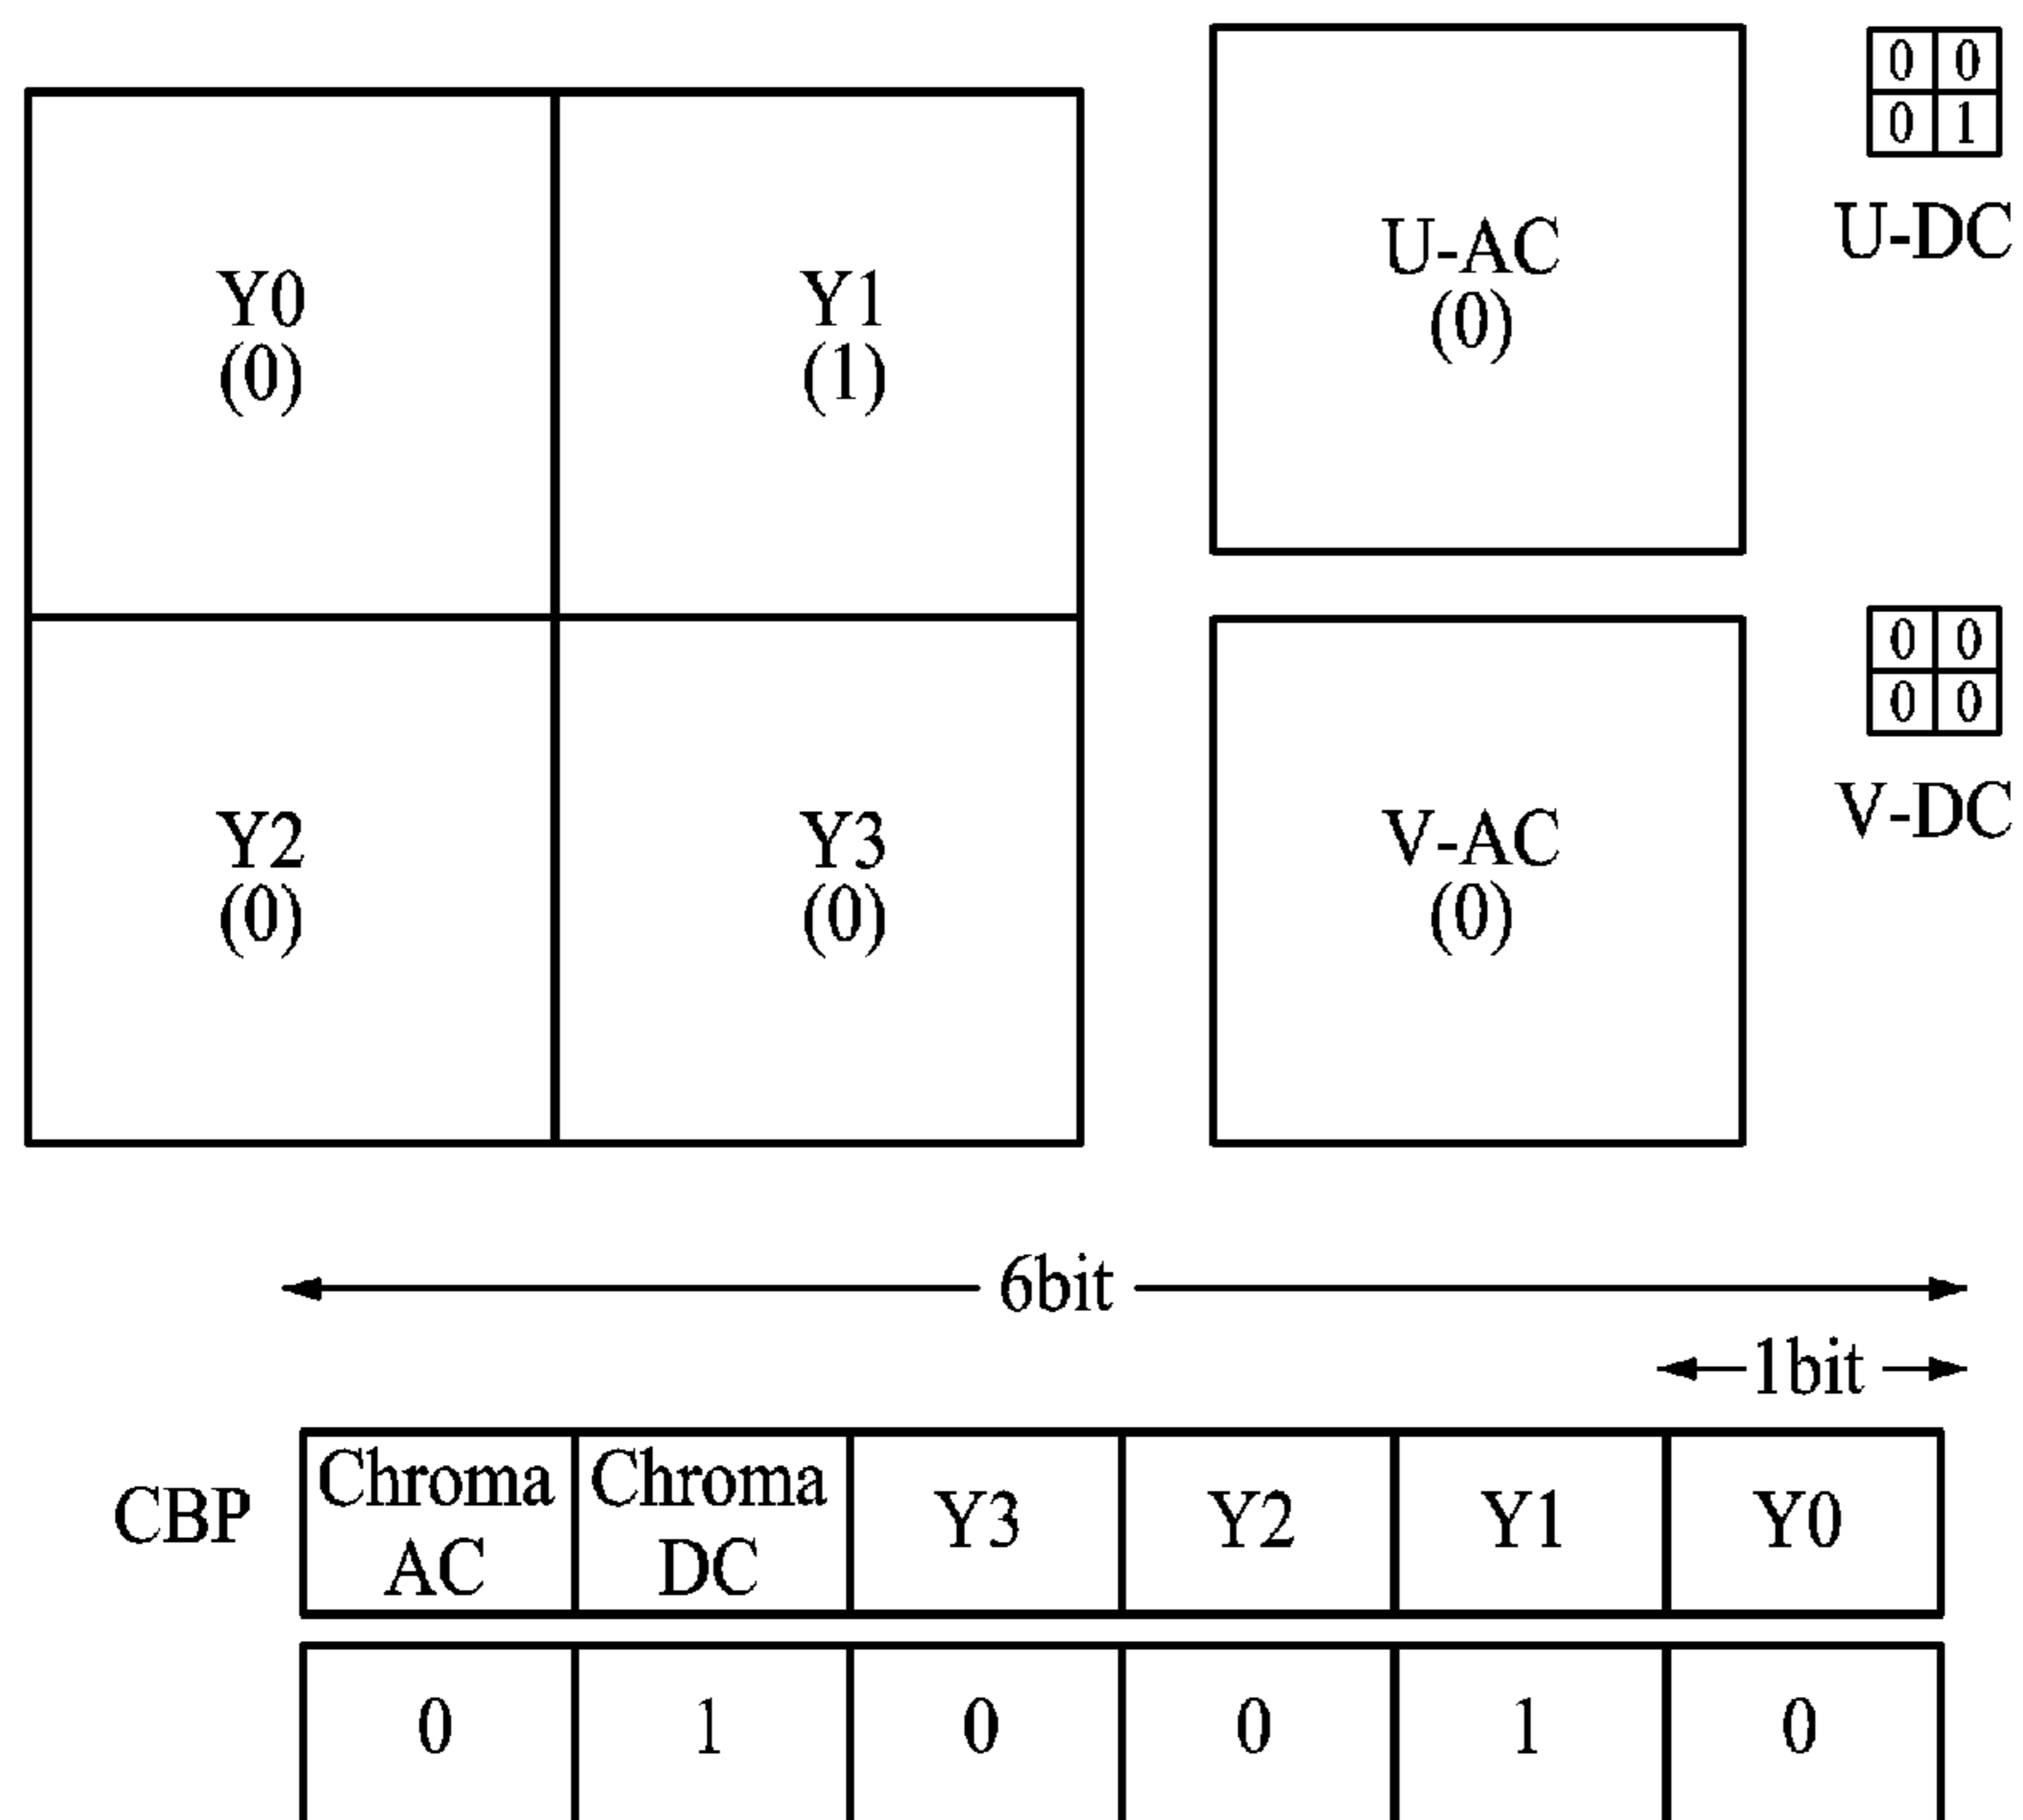 Y0
(0)
Y1
(1)
Y2
(0)
Y3
(0)
U-AC
(0)
0 0
0 1
U-DC
V-AC
(0)
0 0
0 0
V-DC
6bit
1bit
CBP
Chroma
AC
Chroma
DC
Y3
Y2
Y1
Y0
0 1 0 0 1 0